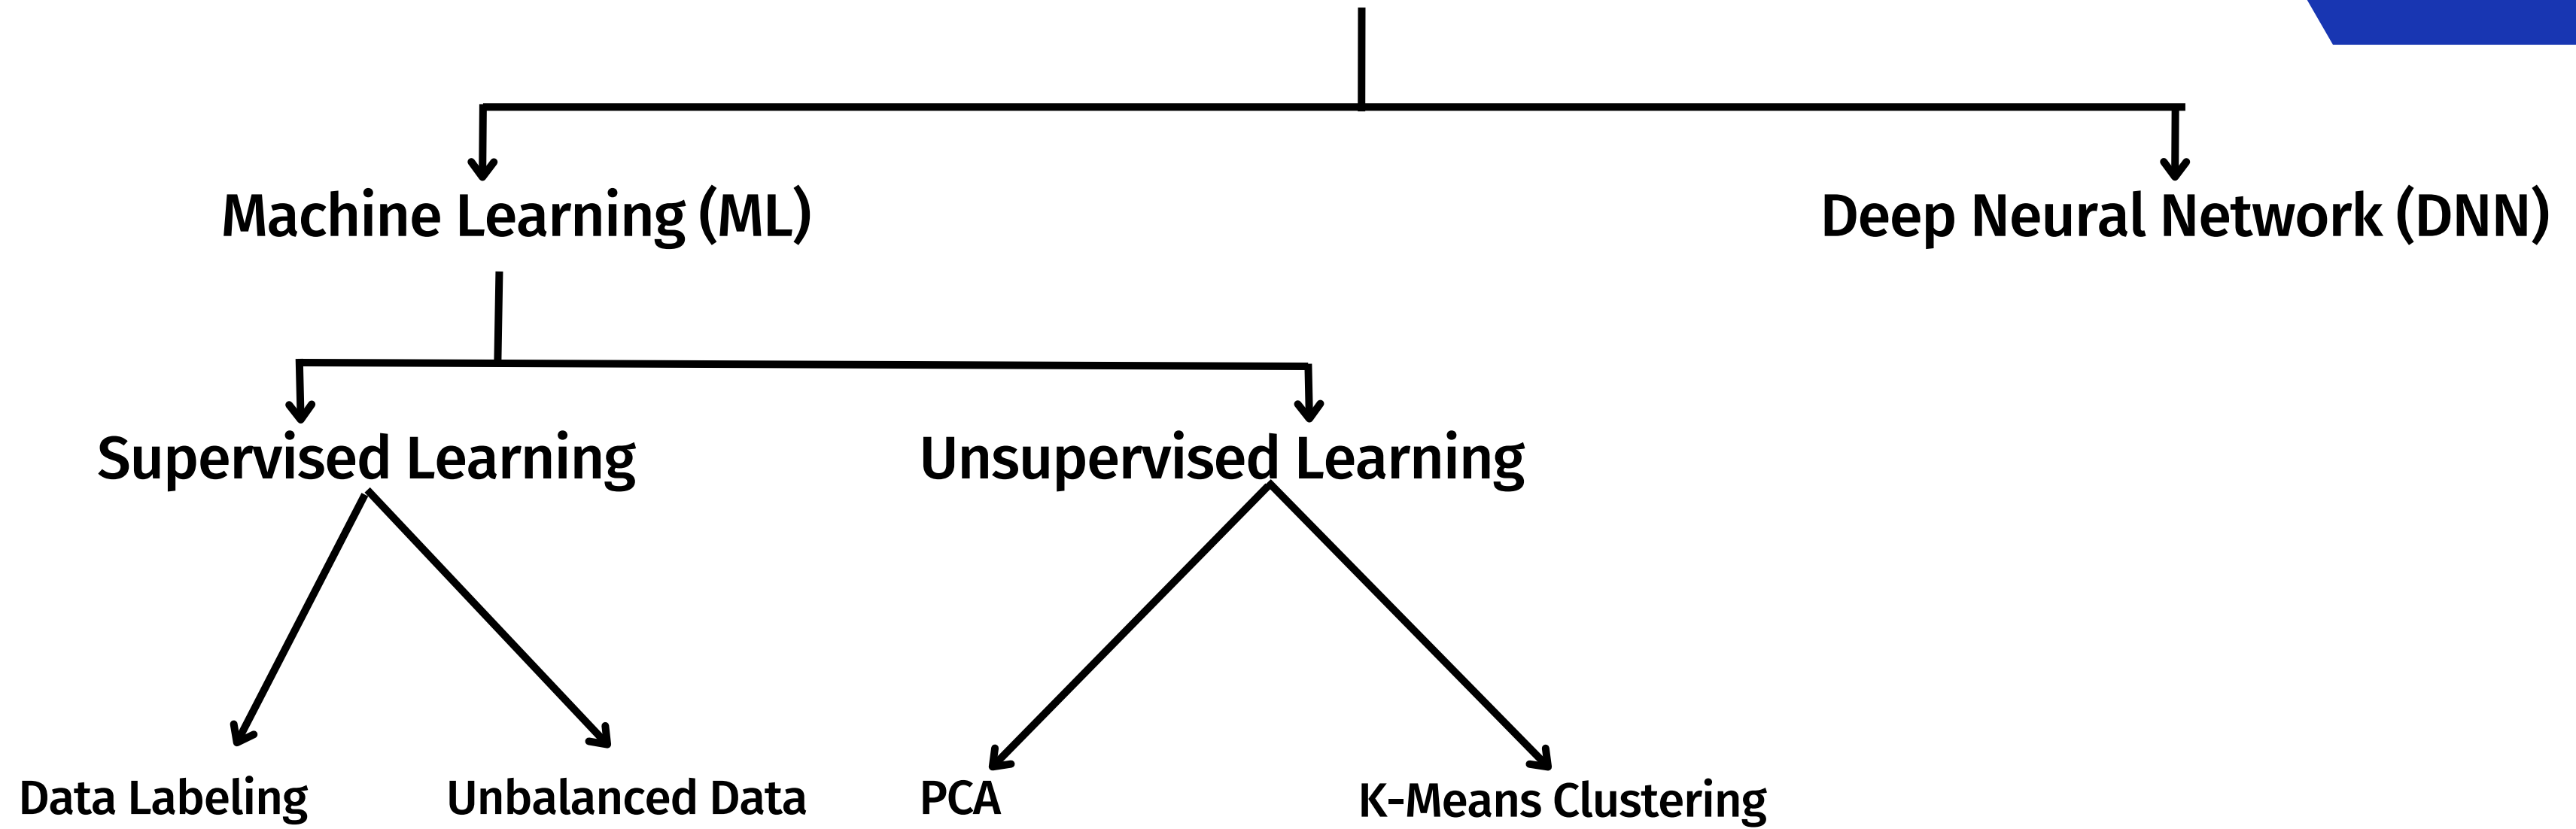 Machine Learning (ML)
Deep Neural Network (DNN)
Supervised Learning
Unsupervised Learning
Data Labeling
Unbalanced Data
PCA
K-Means Clustering